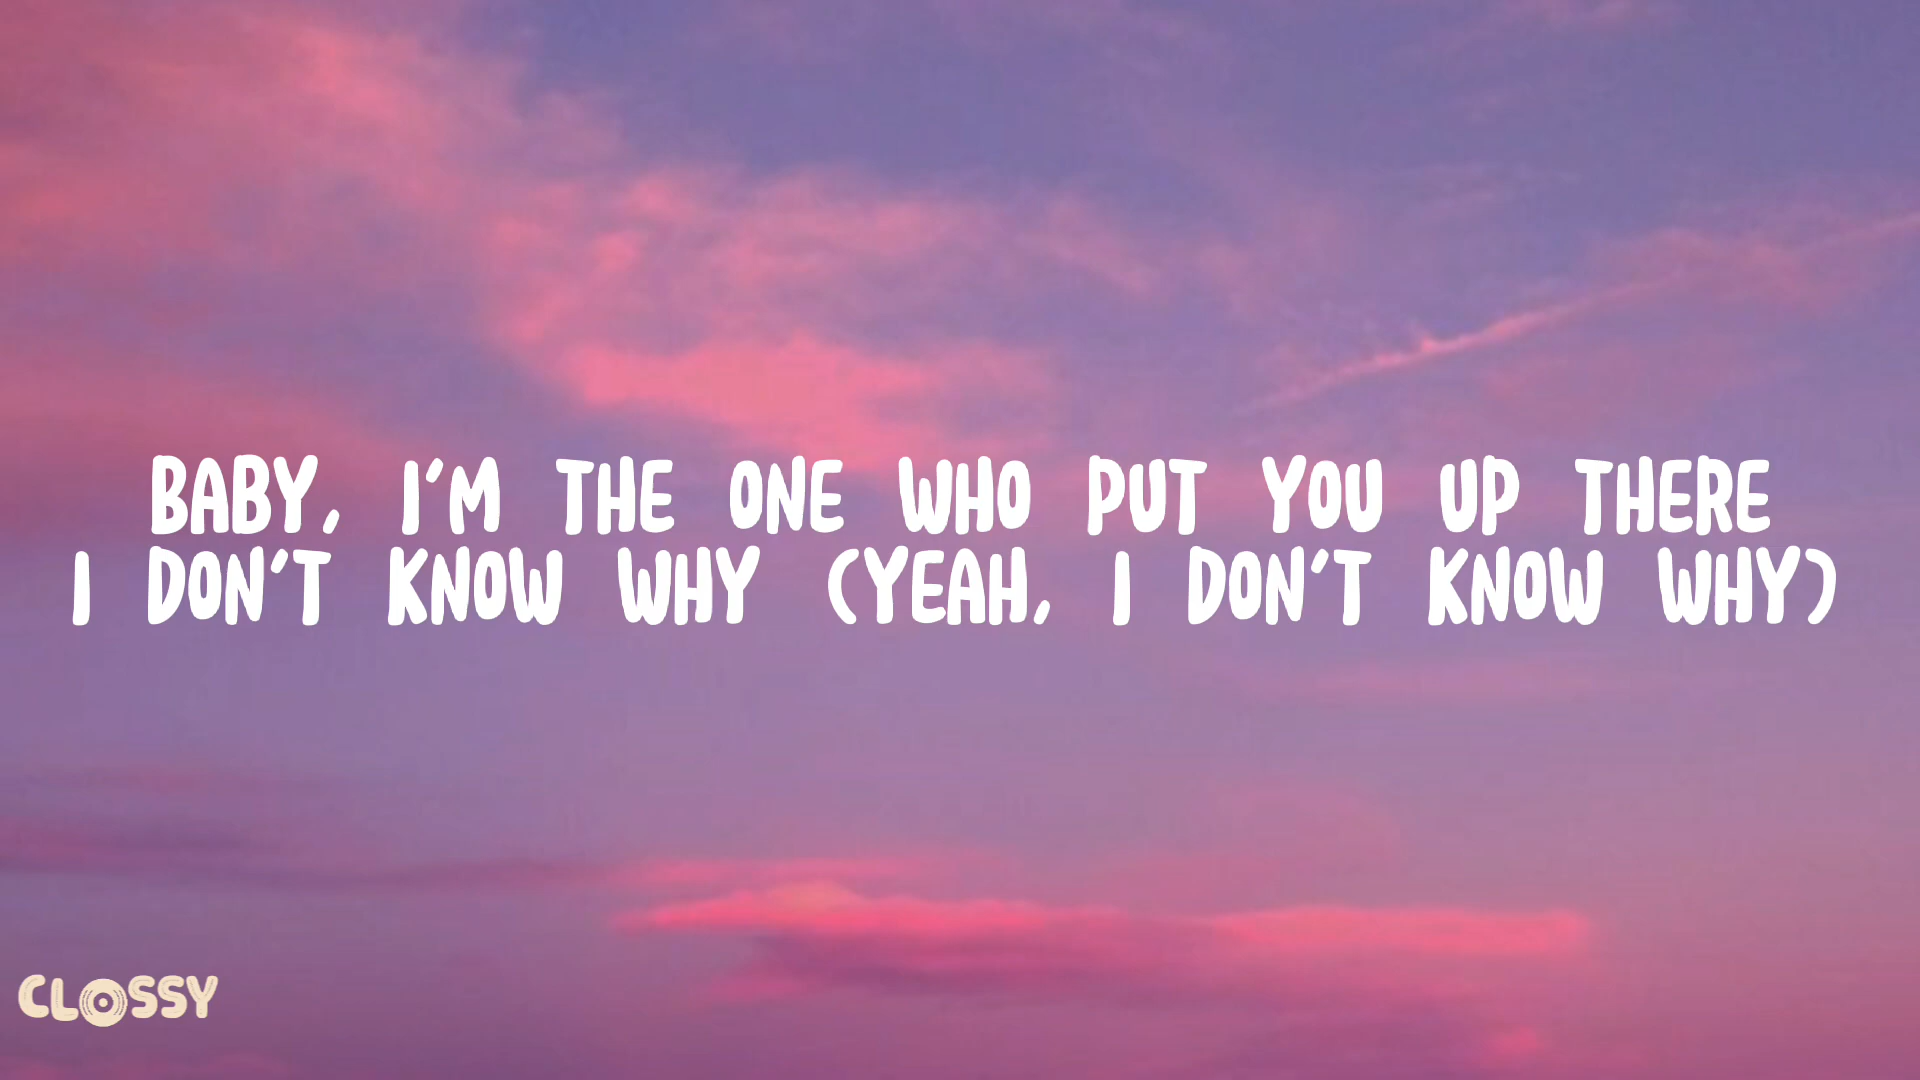 BABY, I'M THE ONE WHO PUT YOU UP THERE
I DON'T KNOW WHY (YEAH, I DON'T KNOW WHY)
CLOSSY